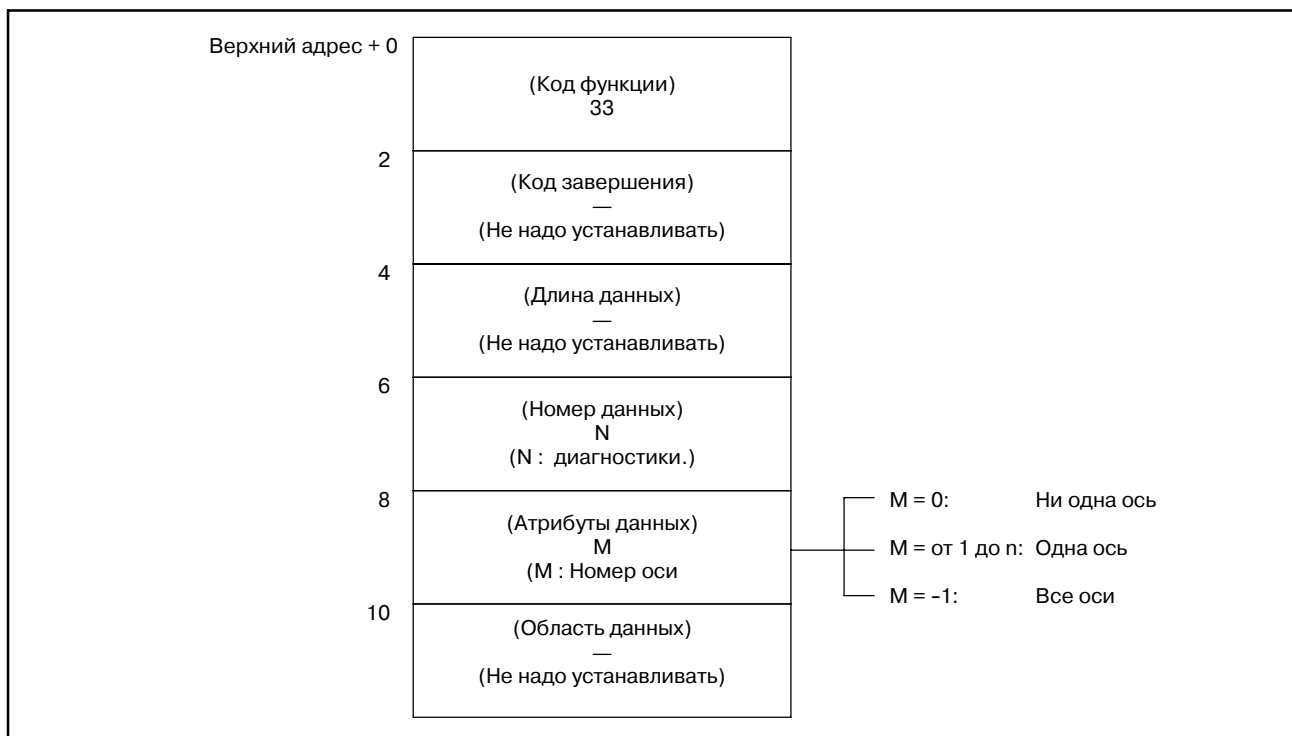 Верхний адрес + 0
(Код функции)
33
2
(Код завершения)
—
(Не надо устанавливать)
4
(Длина данных)
—
(Не надо устанавливать)
6
(Номер данных)
N
(N : диагностики.)
8
(Атрибуты данных)
M
(M : Номер оси
M = 0: Ни одна ось
M = от 1 до n: Одна ось
M = -1: Все оси
10
(Область данных)
—
(Не надо устанавливать)